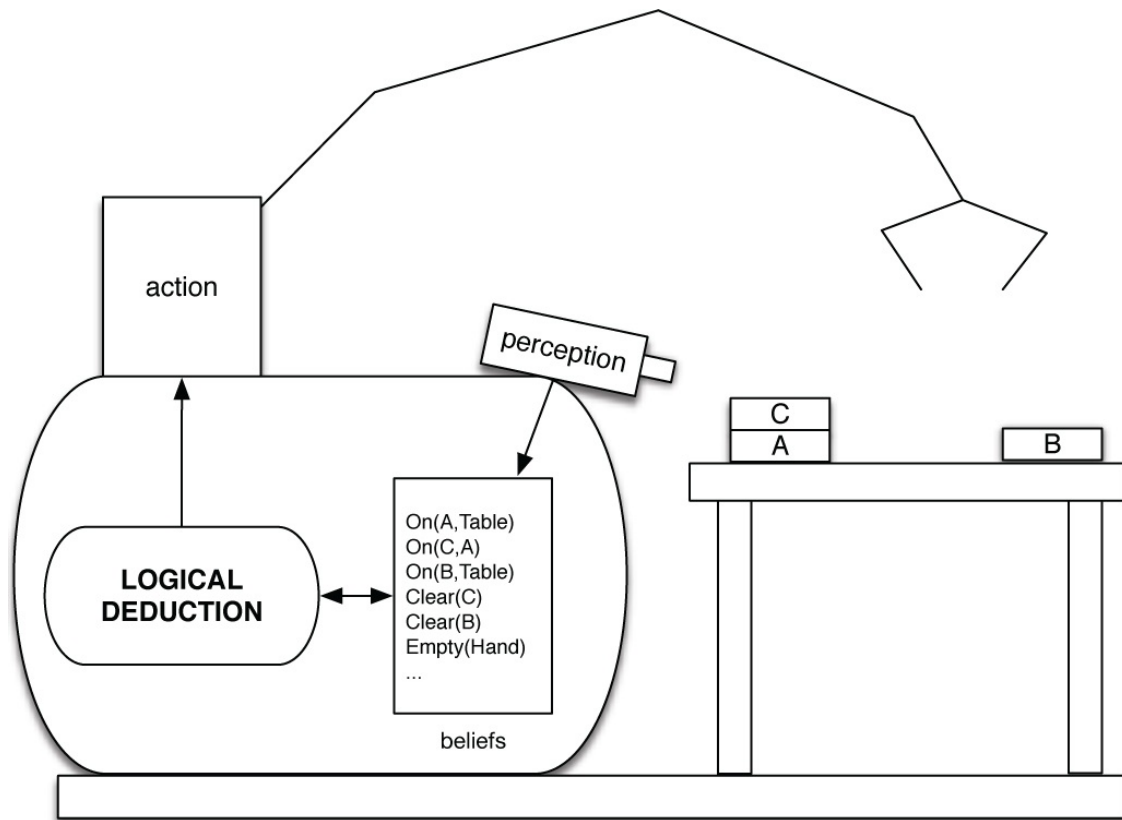 action
perception
C
A
B
On(A,Table)
On(C,A)
On(B,Table)
Clear(C)
Clear(B)
Empty(Hand)
...
LOGICAL
DEDUCTION
beliefs